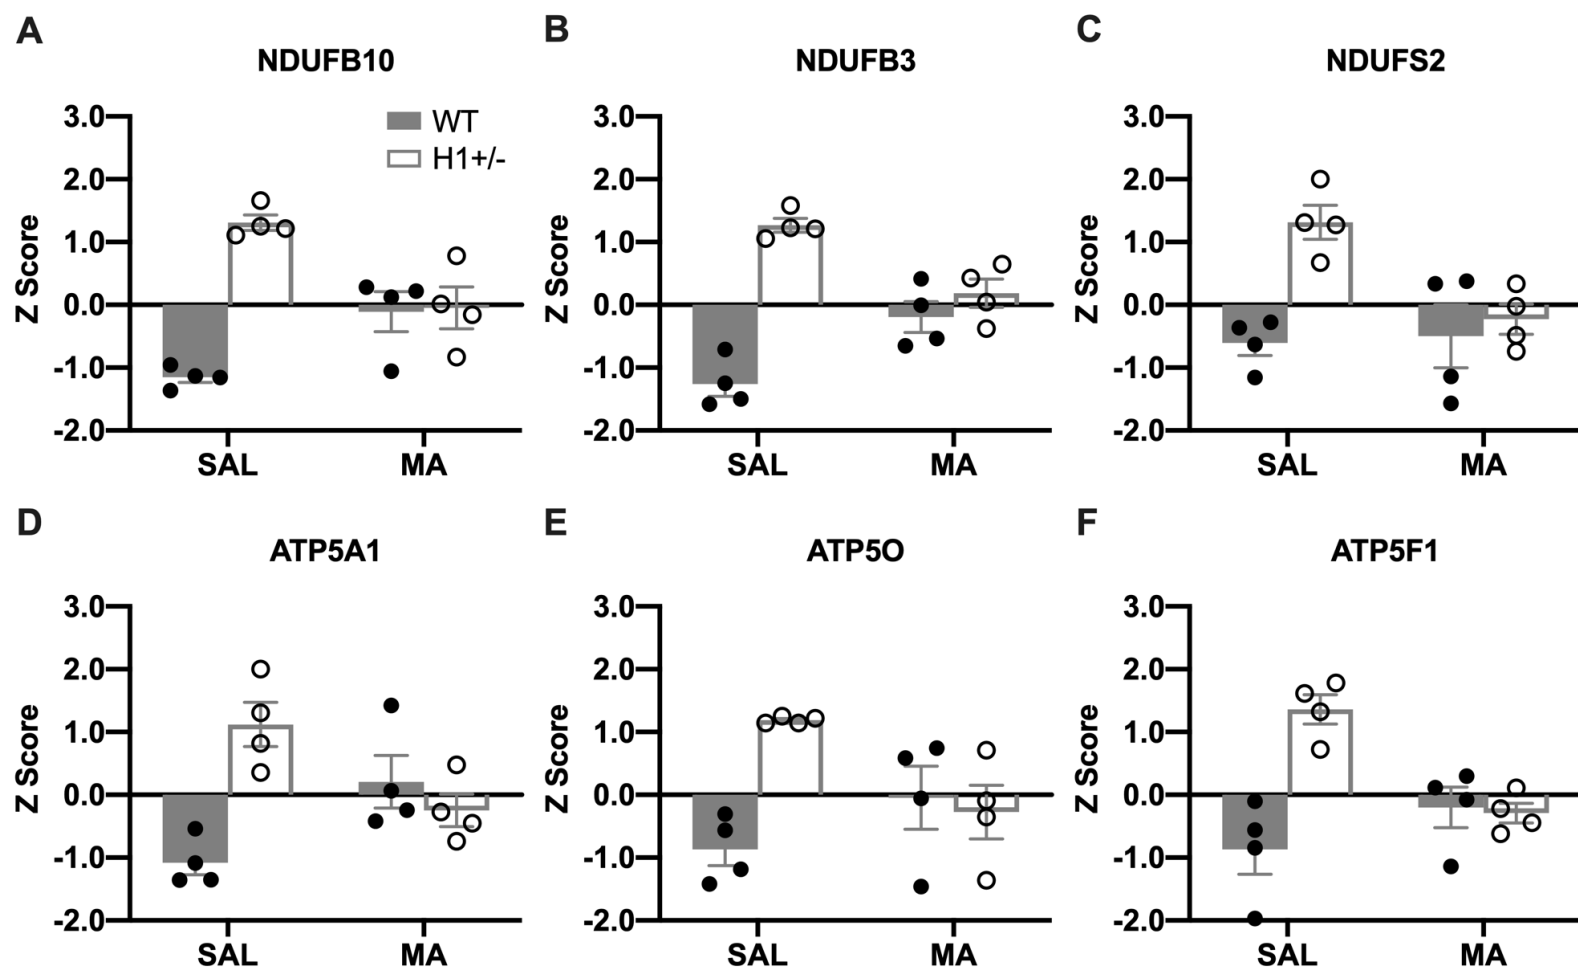 A
NDUFB10
3.0
2.0
1.0
0.0
-1.0
-2.0
Z Score
SAL
MA
WT
H1+/-
B
NDUFB3
3.0
2.0
1.0
0.0
-1.0
-2.0
Z Score
SAL
MA
C
NDUFS2
3.0
2.0
1.0
0.0
-1.0
-2.0
Z Score
SAL
MA
D
ATP5A1
3.0
2.0
1.0
0.0
-1.0
-2.0
Z Score
SAL
MA
E
ATP5O
3.0
2.0
1.0
0.0
-1.0
-2.0
Z Score
SAL
MA
F
ATP5F1
3.0
2.0
1.0
0.0
-1.0
-2.0
Z Score
SAL
MA